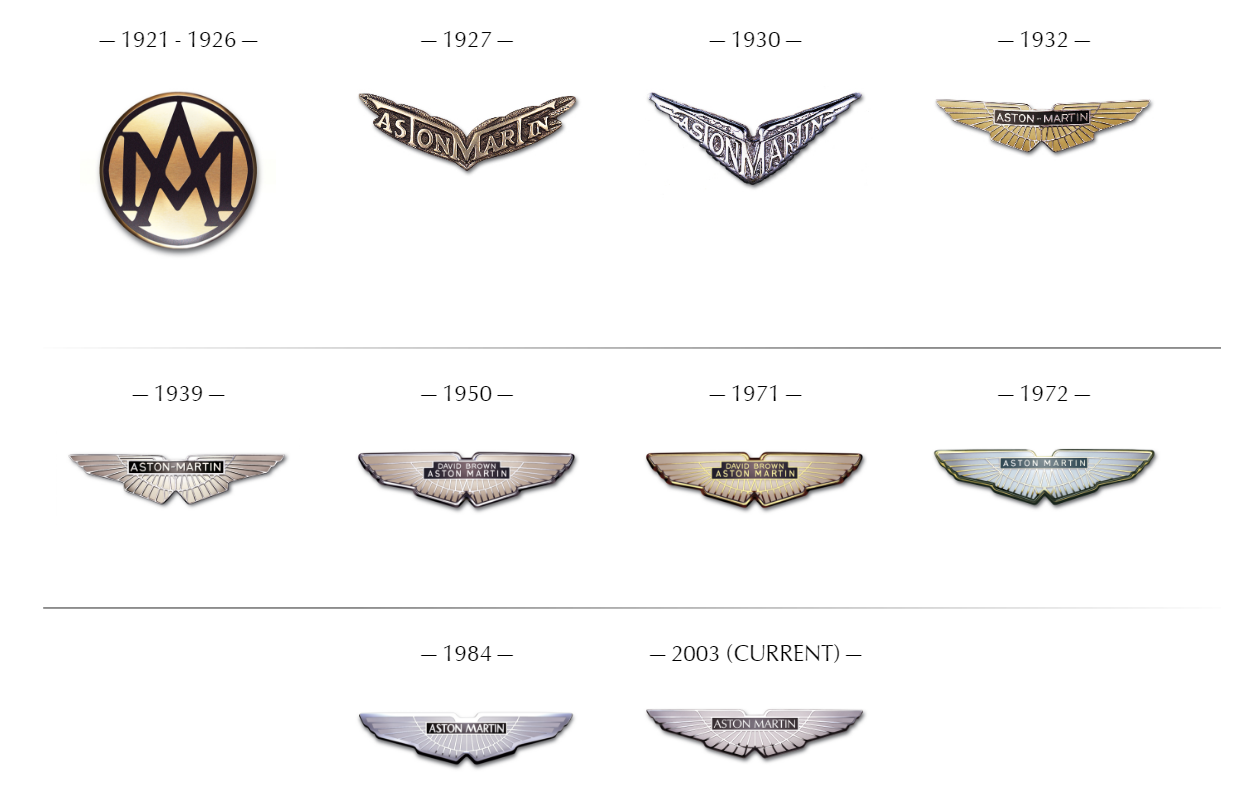 — 1921 - 1926 —
— 1927 —
— 1930 —
— 1932 —
AM
ASTON MARTIN
ASTON MARTIN
ASTON-MARTIN
— 1939 —
— 1950 —
— 1971 —
— 1972 —
ASTON-MARTIN
DAVID BROWN
ASTON MARTIN
DAVID BROWN
ASTON MARTIN
ASTON MARTIN
— 1984 —
— 2003 (CURRENT) —
ASTON MARTIN
ASTON MARTIN